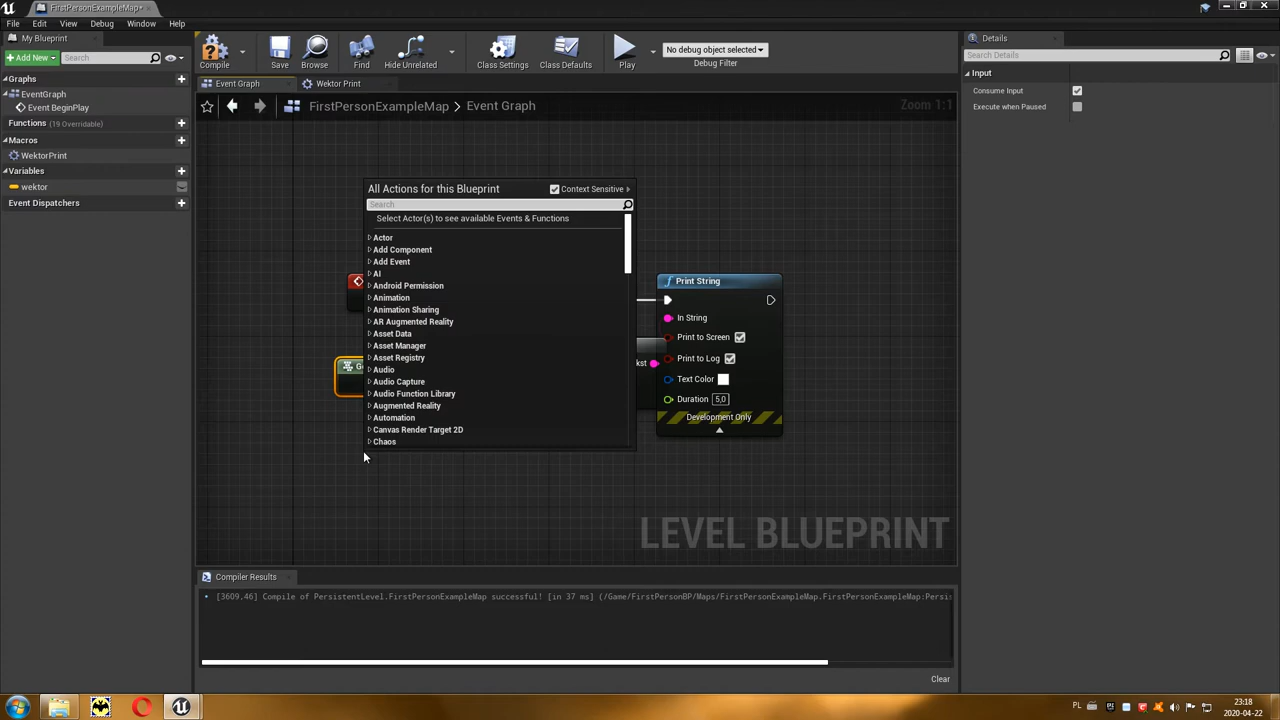 FirstPersonExampleMap*
File Edit View Debug Window Help
My Blueprint
Add New
Search
Graphs
EventGraph
Event BeginPlay
Functions (19 Overridable)
Macros
WektorPrint
Variables
wektor
Event Dispatchers
Compile
Save
Browse
Find
Hide Unrelated
Class Settings
Class Defaults
Play
No debug object selected
Debug Filter
Event Graph
Wektor Print
FirstPersonExampleMap > Event Graph
Zoom 1:1
All Actions for this Blueprint
Context Sensitive
Search
Select Actor(s) to see available Events & Functions
Actor
Add Component
Add Event
AI
Android Permission
Animation
Animation Sharing
AR Augmented Reality
Asset Data
Asset Manager
Asset Registry
Audio
Audio Capture
Audio Function Library
Augmented Reality
Automation
Canvas Render Target 2D
Chaos
Print String
In String
Print to Screen
Print to Log
Text Color
Duration 5,0
Development Only
LEVEL BLUEPRINT
Compiler Results
[3609,46] Compile of PersistentLevel.FirstPersonExampleMap successful! [in 37 ms] (/Game/FirstPersonBP/Maps/FirstPersonExampleMap.FirstPersonExampleMap:Persis
Clear
Details
Search Details
Input
Consume Input
Execute when Paused
PL
23:18
2020-04-22